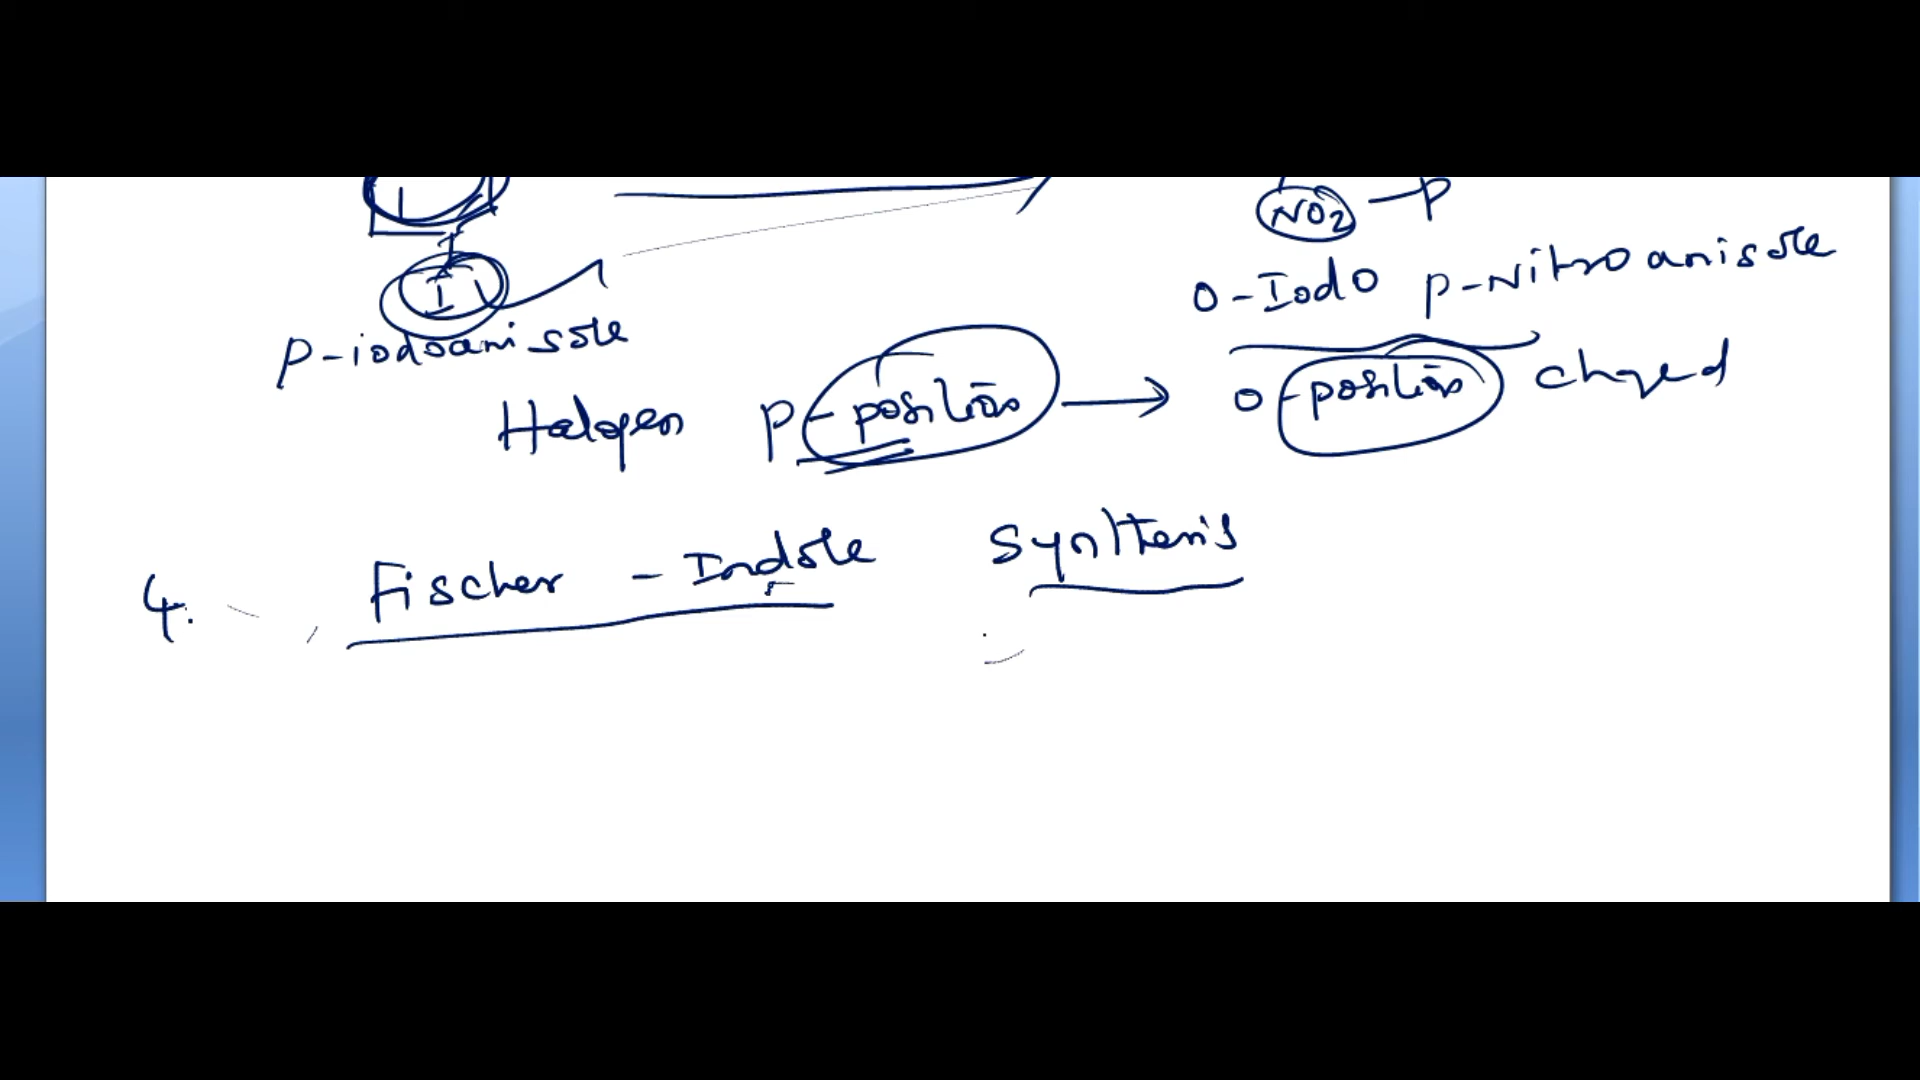 NO2 - P
I
P-iodoanisole
O-Iodo P-Nitroanisole
Halogen P-position → O-position changed
4. Fischer - Indole Synthesis